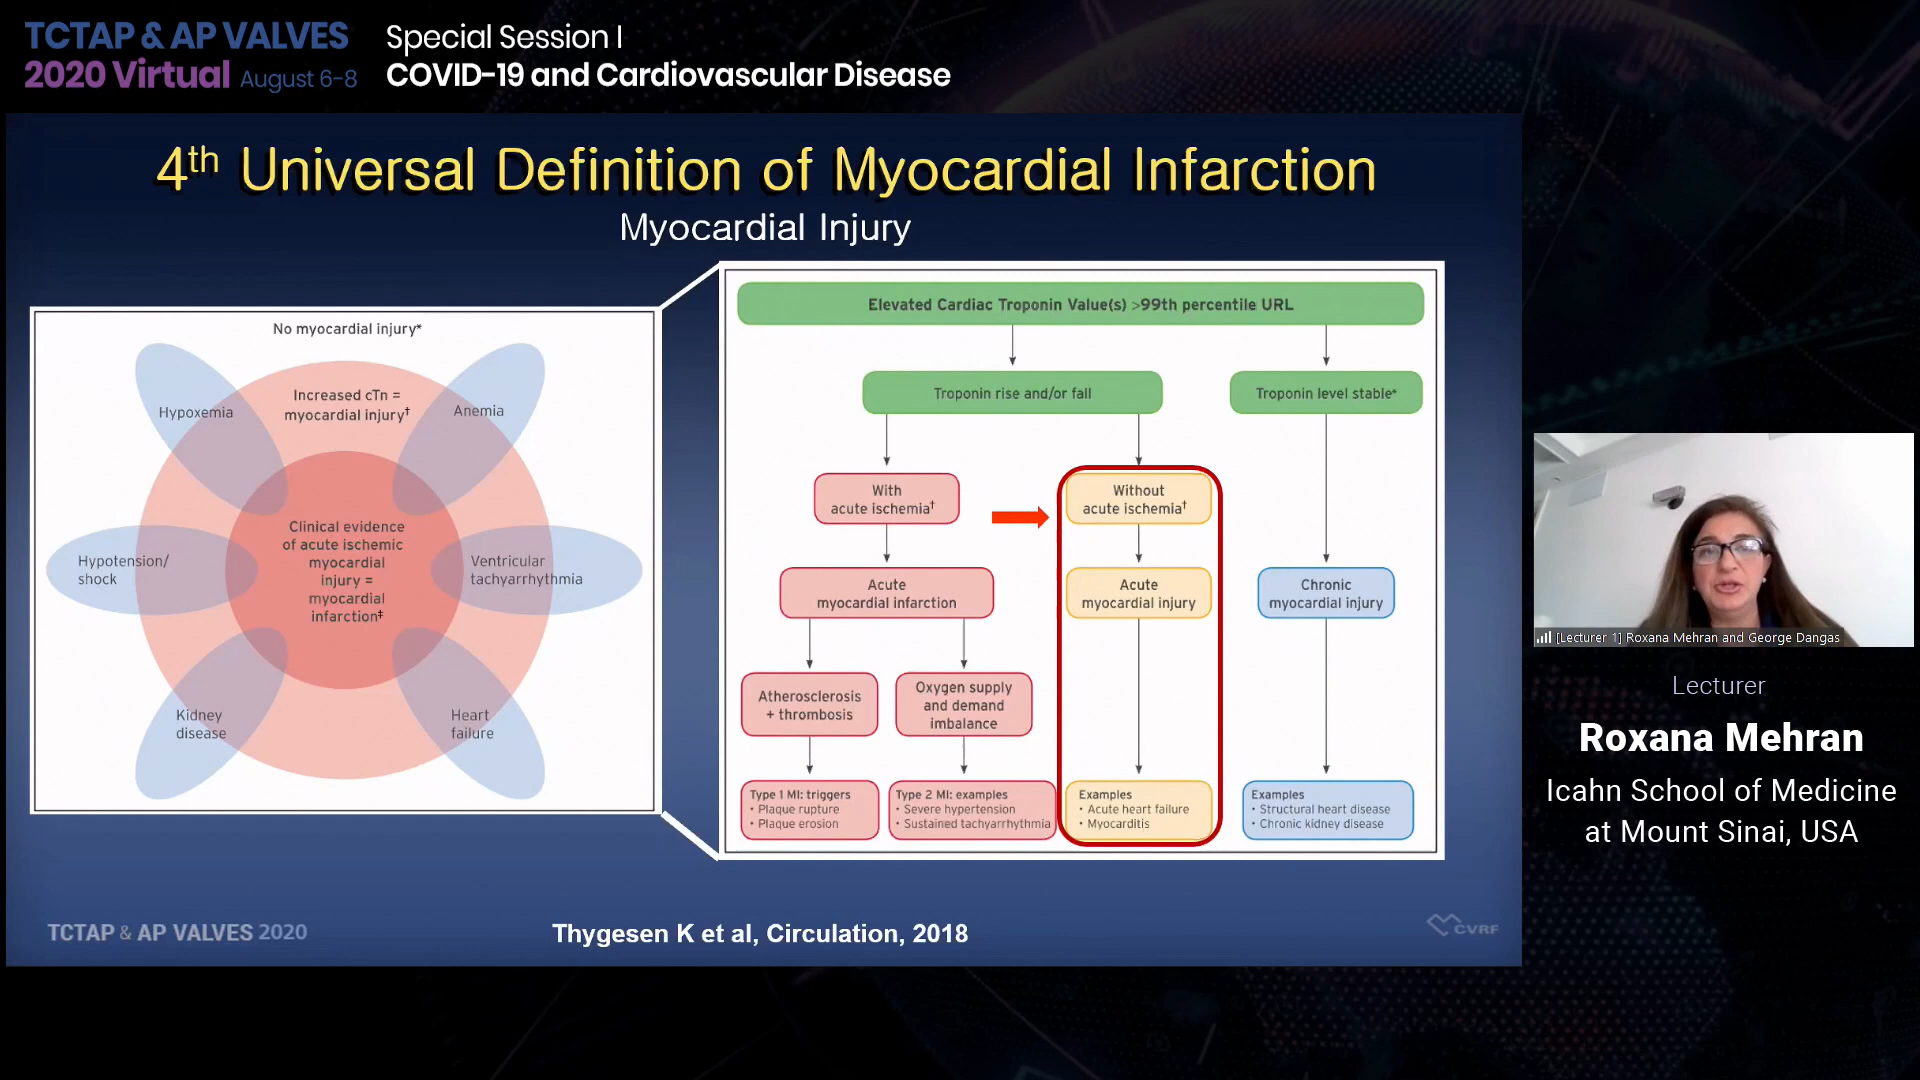 TCTAP & AP VALVES
2020 Virtual August 6-8
Special Session I
COVID-19 and Cardiovascular Disease
4th Universal Definition of Myocardial Infarction
Myocardial Injury
No myocardial injury*
Hypoxemia
Increased cTn =
myocardial injury†
Anemia
Hypotension/
shock
Clinical evidence
of acute ischemic
myocardial
injury =
myocardial
infarction‡
Ventricular
tachyarrhythmia
Kidney
disease
Heart
failure
Elevated Cardiac Troponin Value(s) >99th percentile URL
Troponin rise and/or fall
Troponin level stable*
With
acute ischemia†
Without
acute ischemia†
Acute
myocardial infarction
Acute
myocardial injury
Chronic
myocardial injury
Atherosclerosis
+ thrombosis
Oxygen supply
and demand
imbalance
Type 1 MI: triggers
• Plaque rupture
• Plaque erosion
Type 2 MI: examples
• Severe hypertension
• Sustained tachyarrhythmia
Examples
• Acute heart failure
• Myocarditis
Examples
• Structural heart disease
• Chronic kidney disease
TCTAP & AP VALVES 2020
Thygesen K et al, Circulation, 2018
CVRF
[Lecturer 1] Roxana Mehran and George Dangas
Lecturer
Roxana Mehran
Icahn School of Medicine
at Mount Sinai, USA